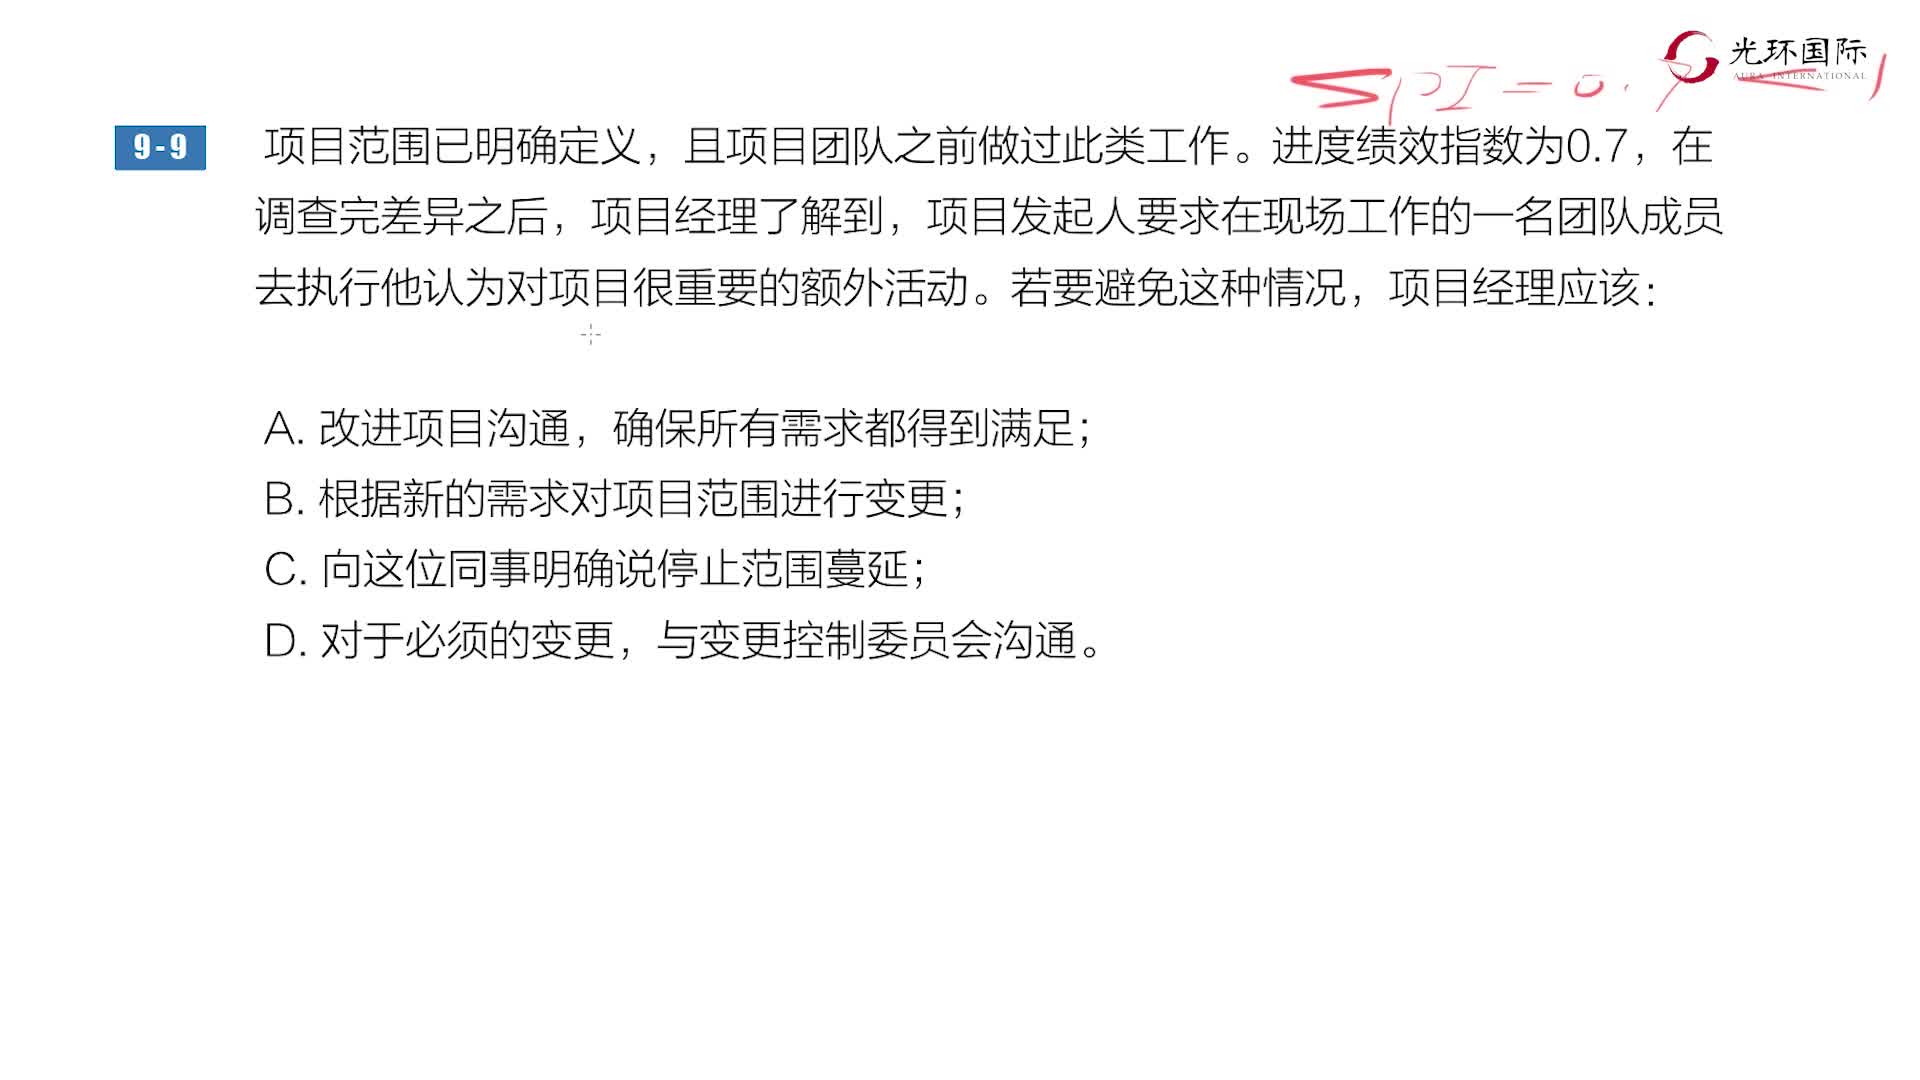 光环国际
AURA INTERNATIONAL
SPI = 0.7 < 1
9-9
项目范围已明确定义，且项目团队之前做过此类工作。进度绩效指数为0.7，在
调查完差异之后，项目经理了解到，项目发起人要求在现场工作的一名团队成员
去执行他认为对项目很重要的额外活动。若要避免这种情况，项目经理应该：
A. 改进项目沟通，确保所有需求都得到满足；
B. 根据新的需求对项目范围进行变更；
C. 向这位同事明确说停止范围蔓延；
D. 对于必须的变更，与变更控制委员会沟通。